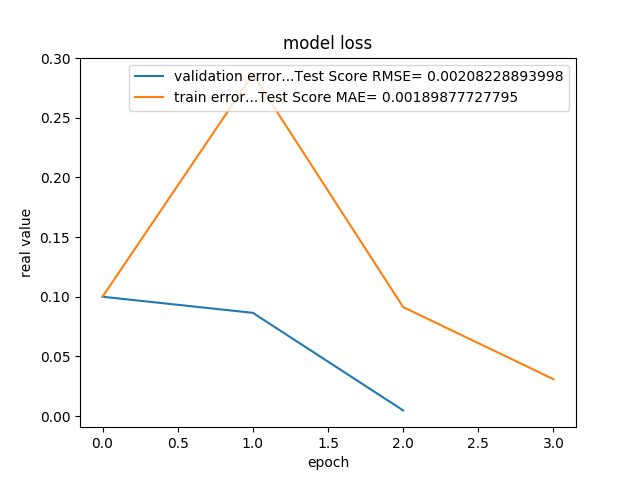 model loss
validation error...Test Score RMSE= 0.00208228893998
train error...Test Score MAE= 0.00189877727795
0.30
0.25
0.20
0.15
0.10
0.05
0.00
real value
0.0 0.5 1.0 1.5 2.0 2.5 3.0
epoch